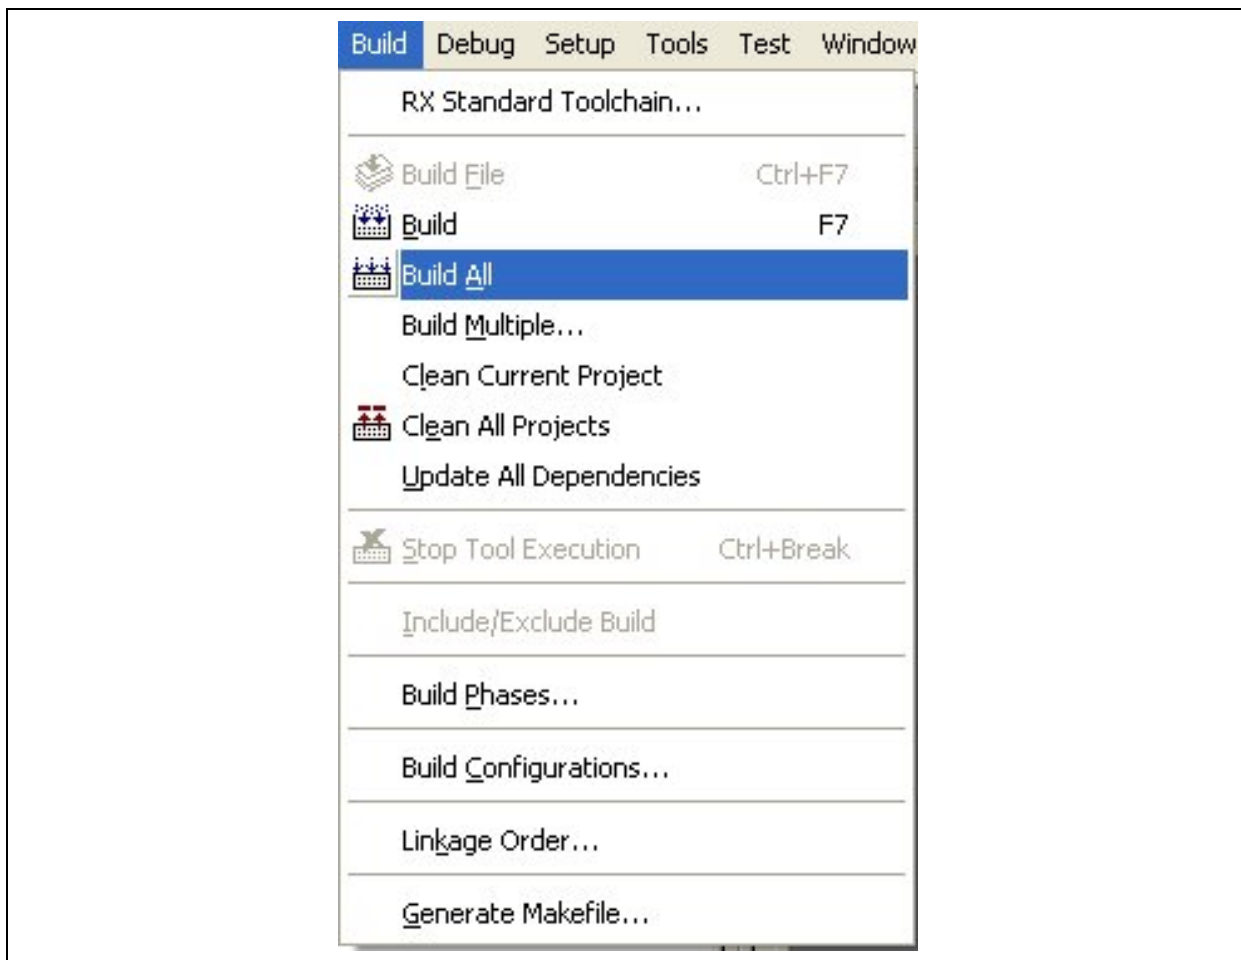 Build Debug Setup Tools Test Window
RX Standard Toolchain...
Build File Ctrl+F7
Build F7
Build All
Build Multiple...
Clean Current Project
Clean All Projects
Update All Dependencies
Stop Tool Execution Ctrl+Break
Include/Exclude Build
Build Phases...
Build Configurations...
Linkage Order...
Generate Makefile...